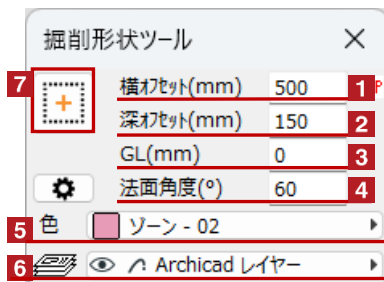 掘削形状ツール
7 横ｵﾌｾｯﾄ(mm) 500 1 P
深ｵﾌｾｯﾄ(mm) 150 2
GL(mm) 0 3
法面角度(°) 60 4
5 色 ゾーン - 02
6 Archicad レイヤー